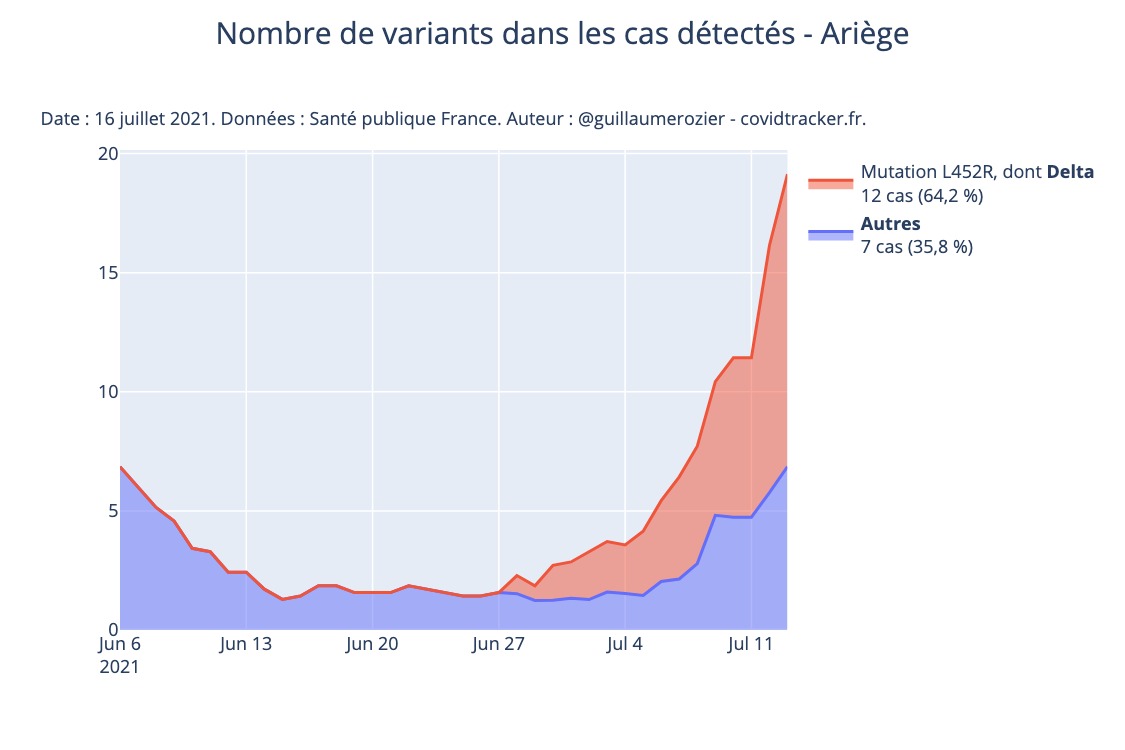 Nombre de variants dans les cas détectés - Ariège
Date : 16 juillet 2021. Données : Santé publique France. Auteur : @guillaumerozier - covidtracker.fr.
Mutation L452R, dont Delta
12 cas (64,2 %)
Autres
7 cas (35,8 %)
20
15
10
5
0
Jun 6
2021
Jun 13
Jun 20
Jun 27
Jul 4
Jul 11